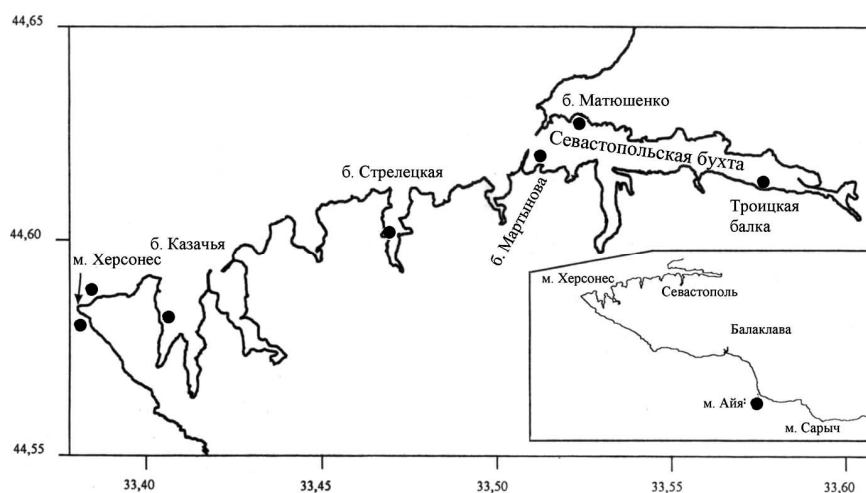 44,65
б. Матюшенко
Севастопольская бухта
б. Стрелецкая
б. Мартынова
Троицкая
балка
44,60
б. Казачья
м. Херсонес
м. Херсонес
Севастополь
Балаклава
м. Айя
м. Сарыч
44,55
33,40
33,45
33,50
33,55
33,60